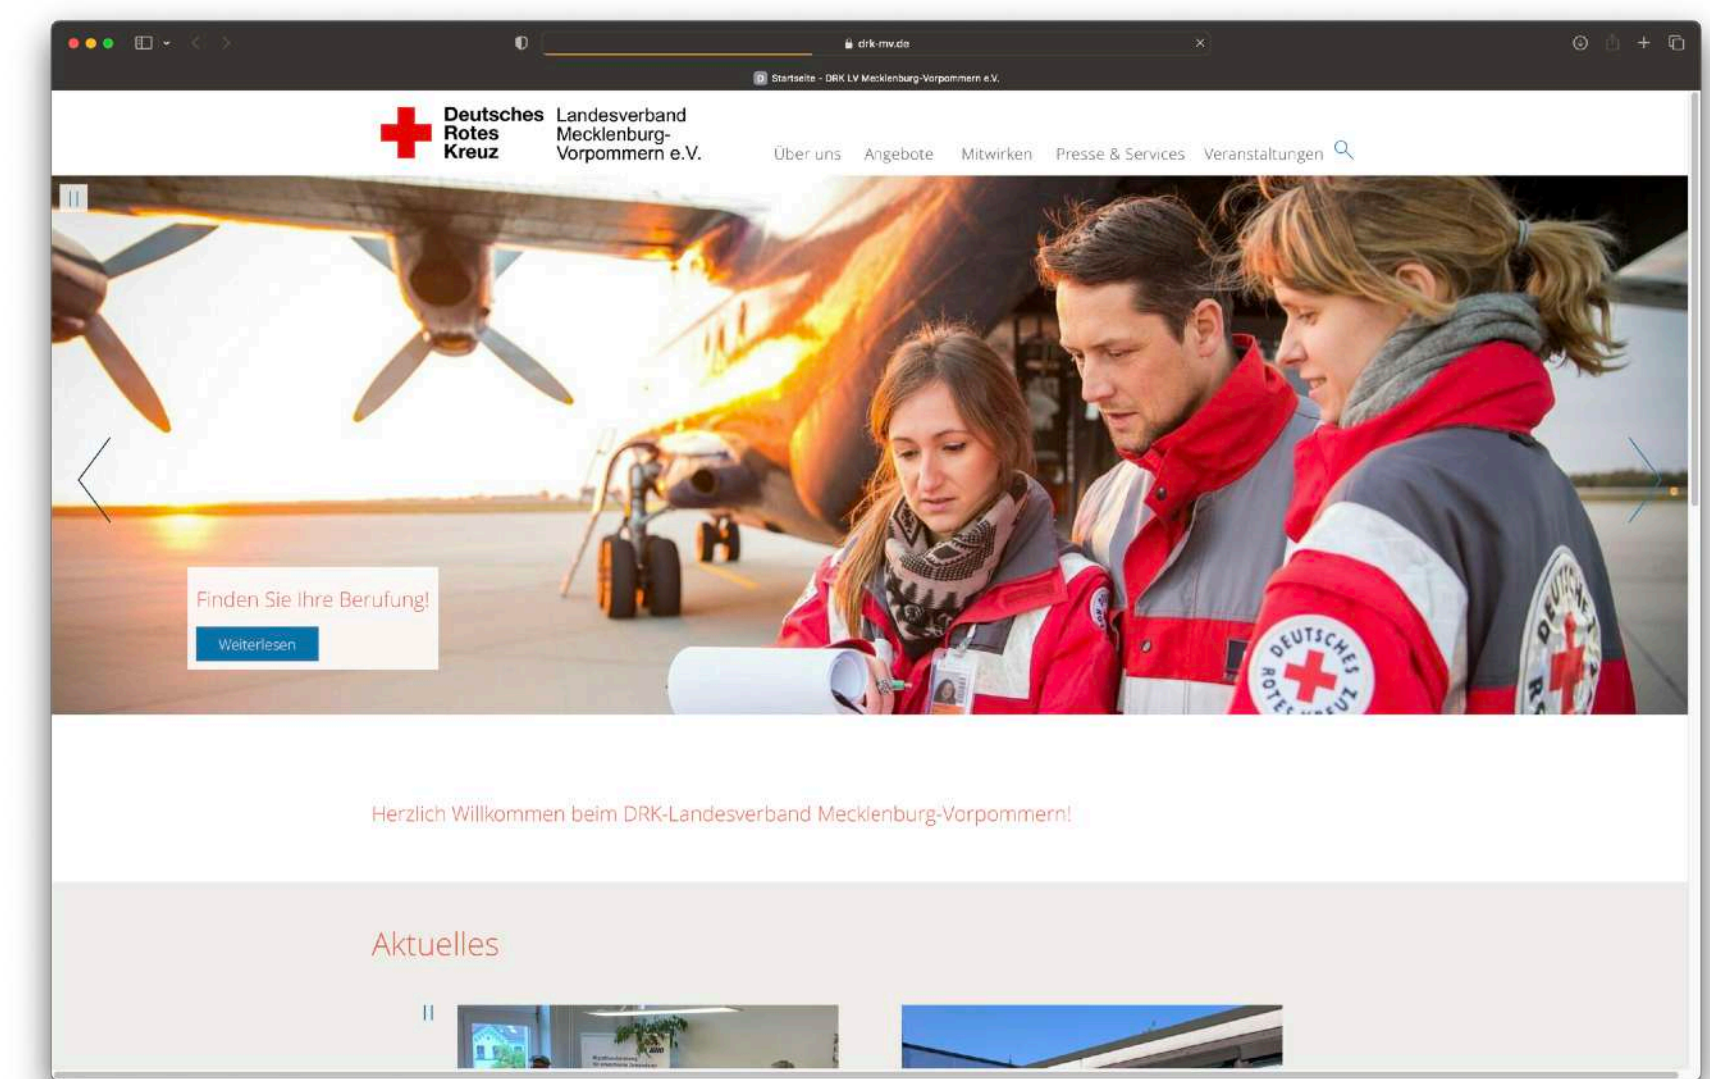 drk-mv.de
D Startseite - DRK LV Mecklenburg-Vorpommern e.V.
Deutsches Rotes Kreuz
Landesverband Mecklenburg-Vorpommern e.V.
Über uns Angebote Mitwirken Presse & Services Veranstaltungen
Finden Sie Ihre Berufung!
Weiterlesen
DEUTSCHES ROTES KREUZ
DEUTSCHE
Herzlich Willkommen beim DRK-Landesverband Mecklenburg-Vorpommern!
Aktuelles